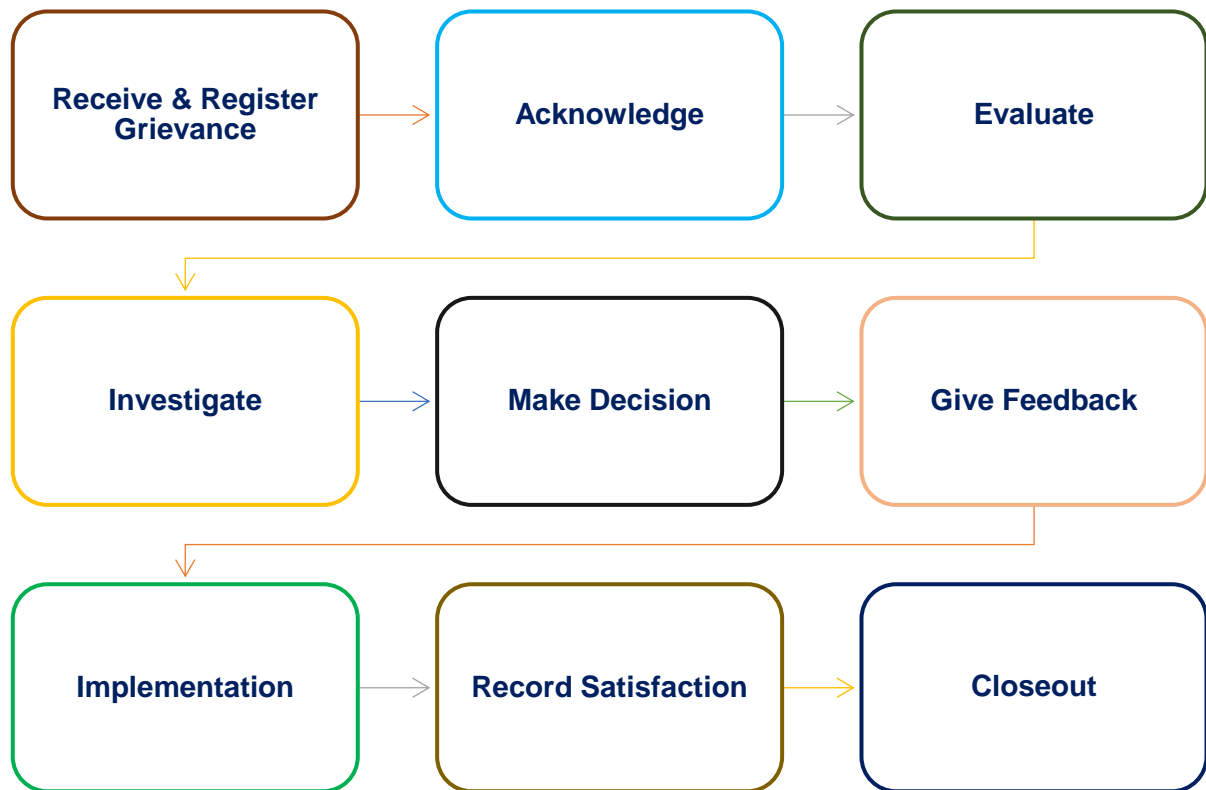 Receive & Register
Grievance
Acknowledge
Evaluate
Investigate
Make Decision
Give Feedback
Implementation
Record Satisfaction
Closeout